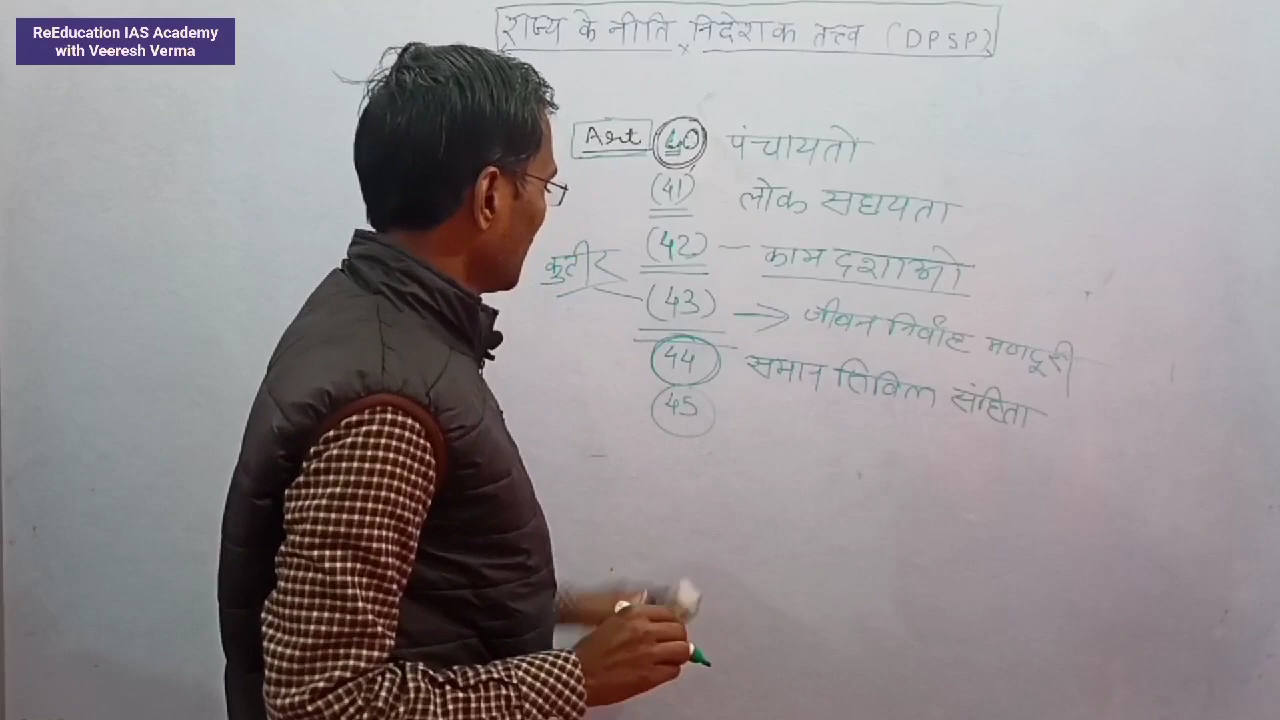 ReEducation IAS Academy
with Veeresh Verma
राज्य के नीति निदेशक तत्त्व (DPSP)
Art 40 पंचायतो
(41) लोक सहायता
(42) – काम दशाओ
कुटीर (43) → जीवन निर्वाह मजदूरी
44 समान सिविल संहिता
45